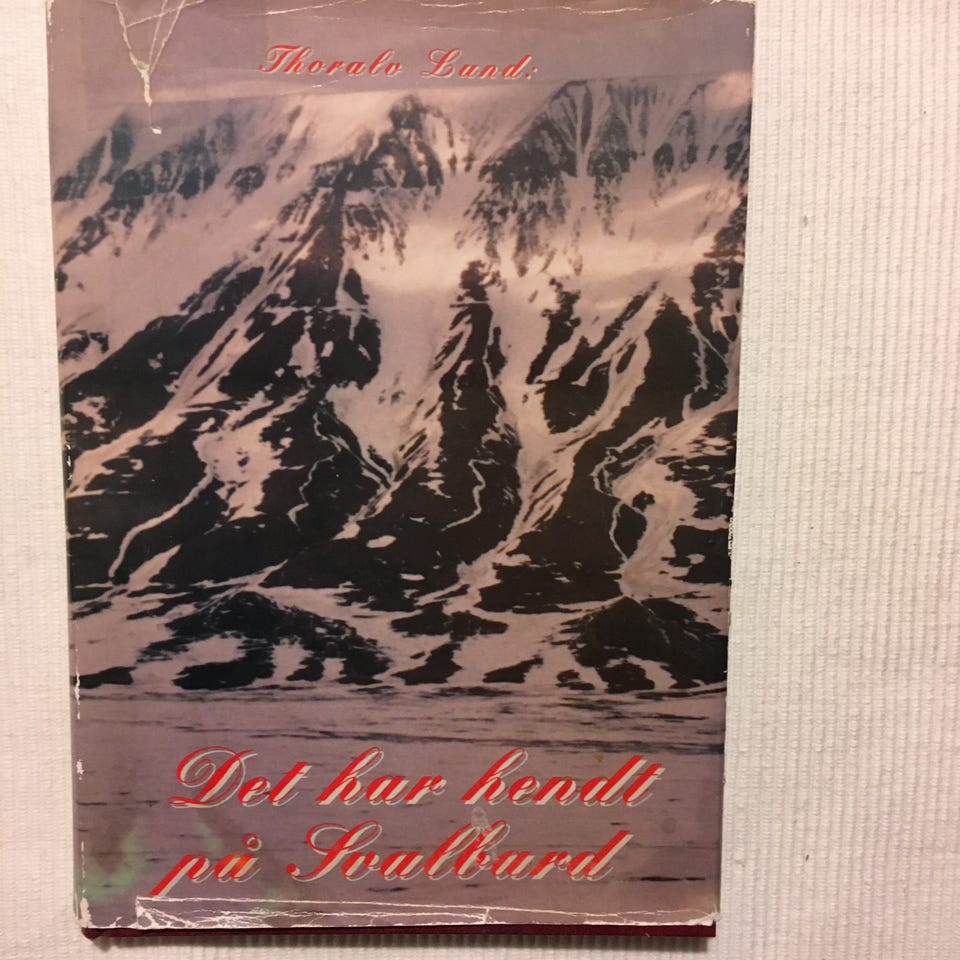 Thoralv Lund:
Det har hendt
på Svalbard